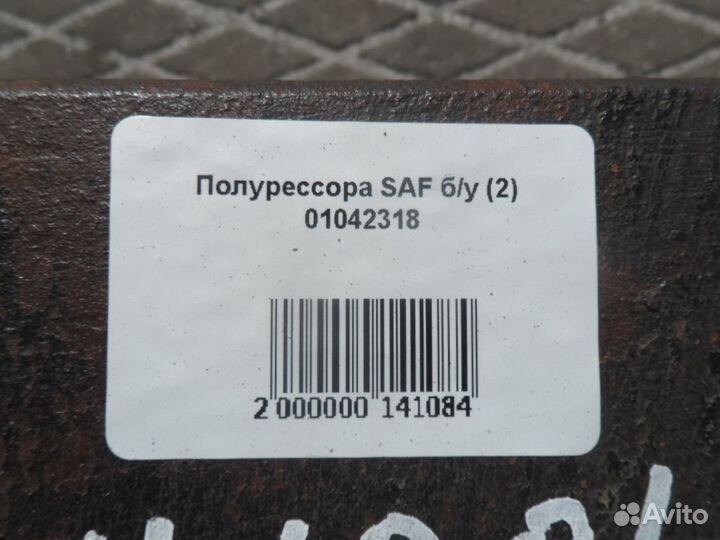 Полурессора SAF б/у (2)
01042318
2 000000 141084
Avito